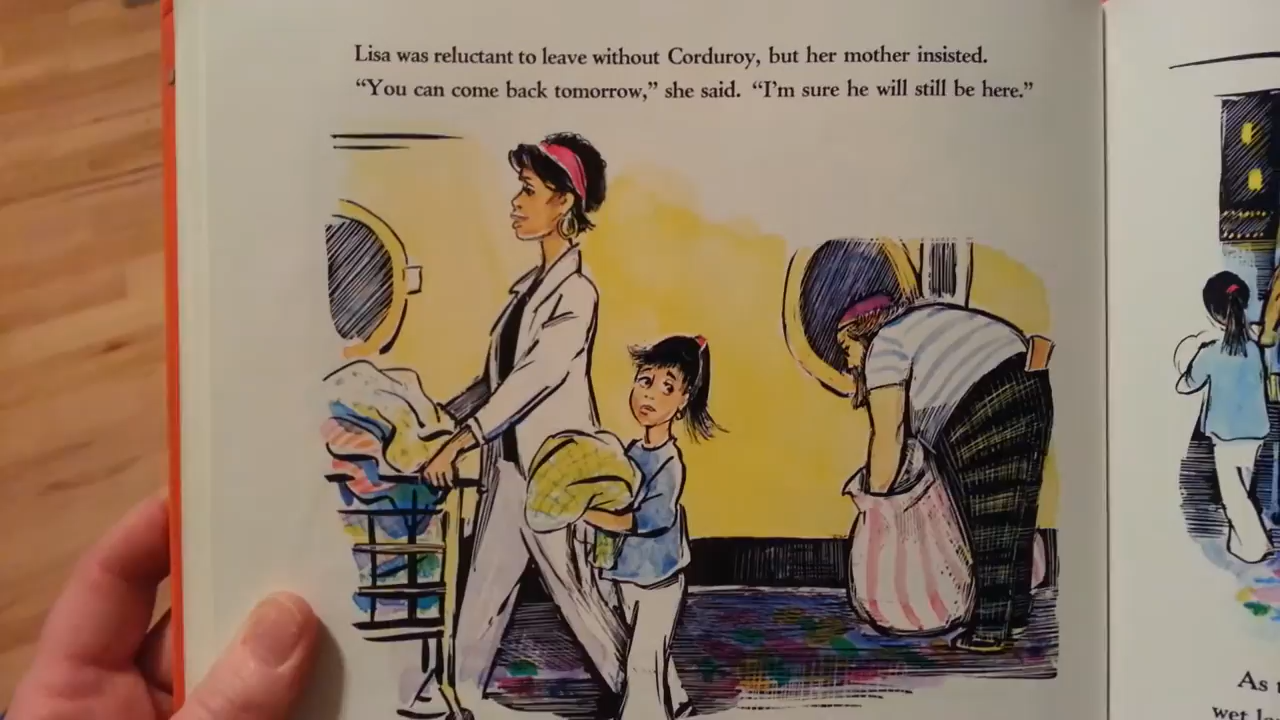 Lisa was reluctant to leave without Corduroy, but her mother insisted.
“You can come back tomorrow,” she said. “I'm sure he will still be here.”
As
wet